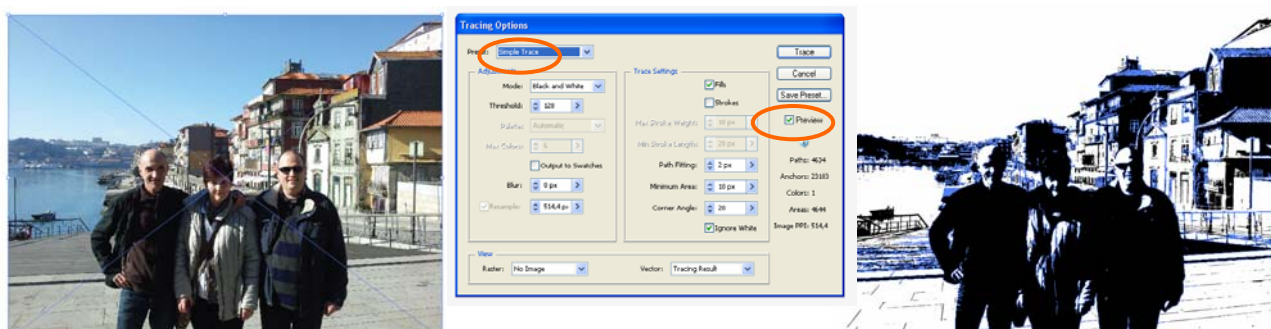 Tracing Options
Preset: Simple Trace
Trace
Adjustments
Mode: Black and White
Threshold: 128
Palette: Automatic
Max Colors: 6
Output to Swatches
Blur: 0 px
Resample: 514,4 px
Trace Settings
Fills
Strokes
Max Stroke Weight: 10 px
Min Stroke Length: 20 px
Path Fitting: 2 px
Minimum Area: 10 px
Corner Angle: 20
Ignore White
Cancel
Save Preset...
Preview
Paths: 4634
Anchors: 23183
Colors: 1
Areas: 4644
Image PPI: 514,4
View
Raster: No Image
Vector: Tracing Result